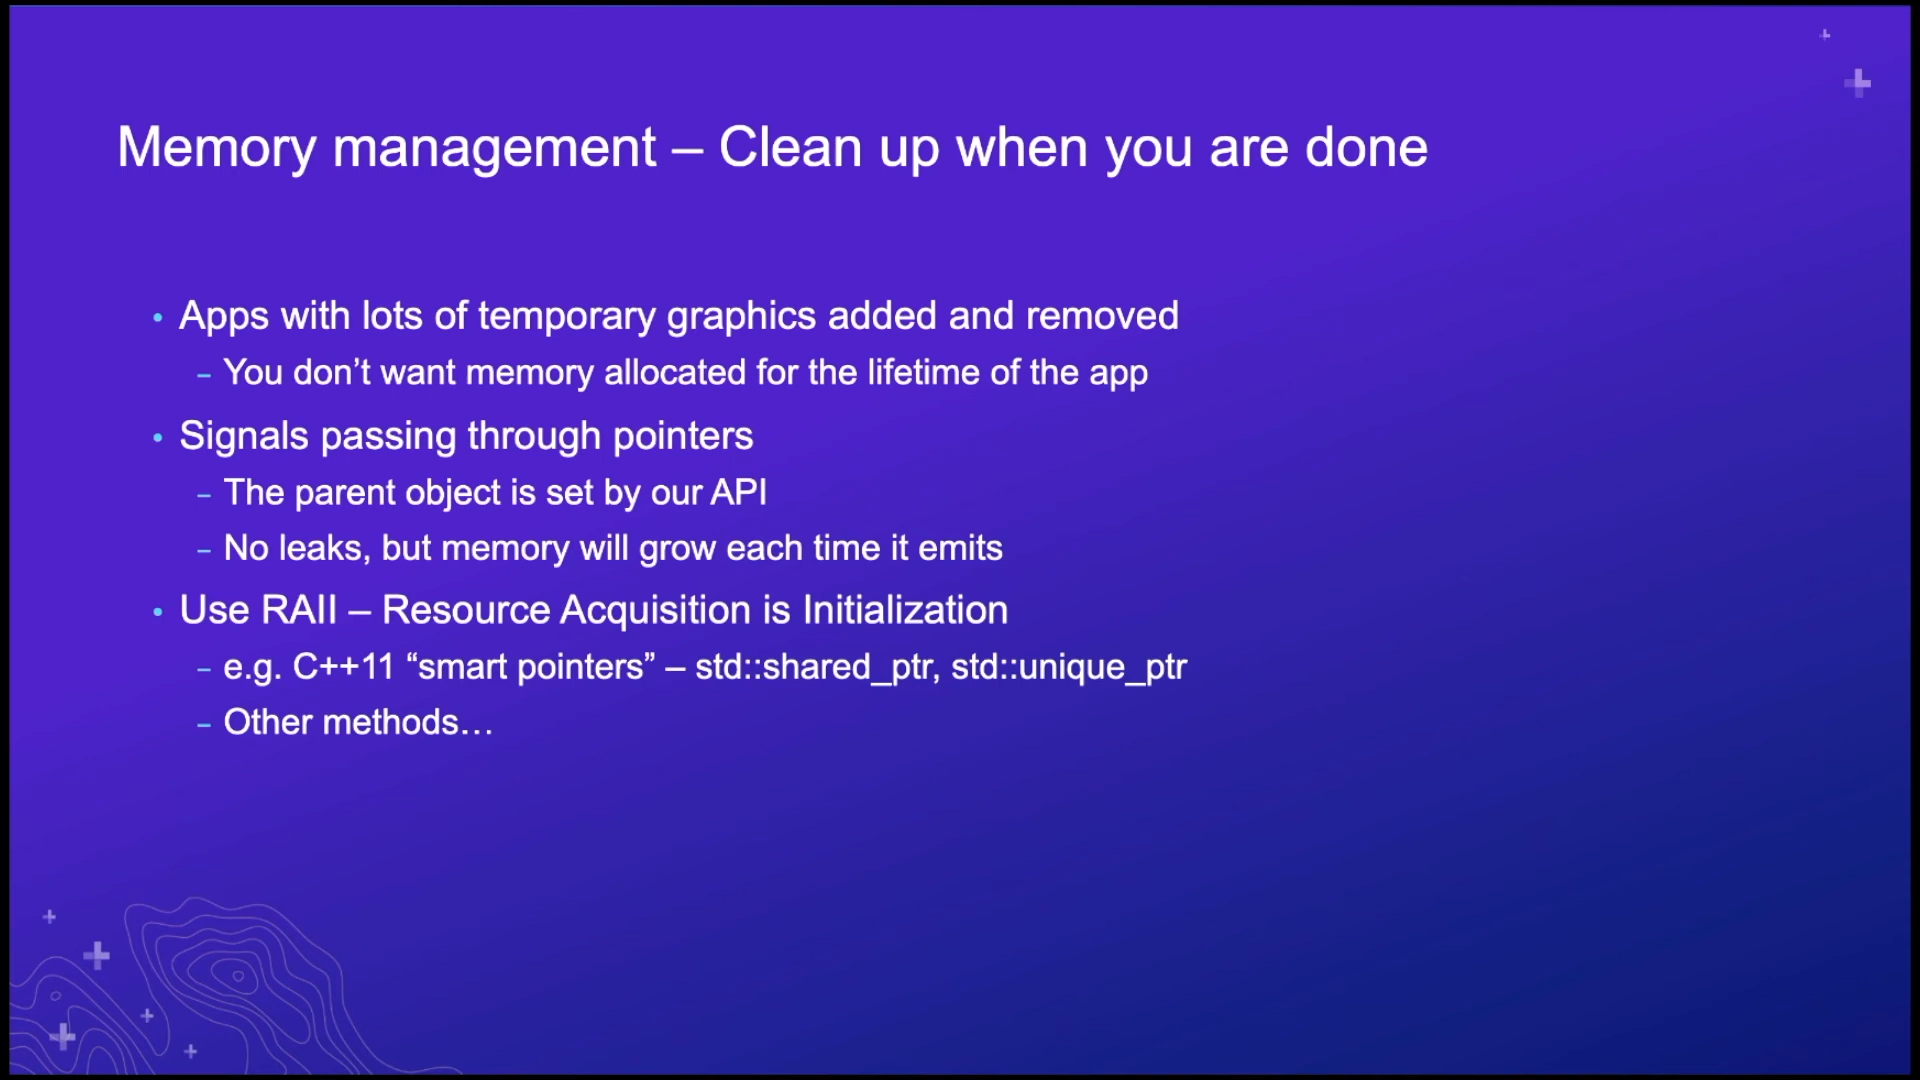 Memory management – Clean up when you are done
• Apps with lots of temporary graphics added and removed
– You don’t want memory allocated for the lifetime of the app
• Signals passing through pointers
– The parent object is set by our API
– No leaks, but memory will grow each time it emits
• Use RAII – Resource Acquisition is Initialization
– e.g. C++11 “smart pointers” – std::shared_ptr, std::unique_ptr
– Other methods…